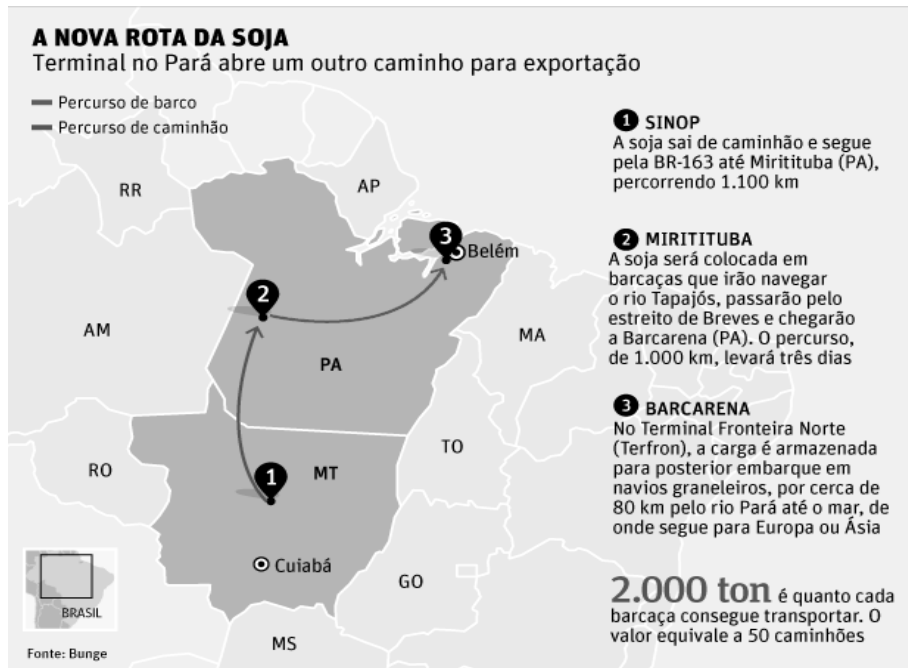 A NOVA ROTA DA SOJA
Terminal no Pará abre um outro caminho para exportação
Percurso de barco
Percurso de caminhão
1 SINOP
A soja sai de caminhão e segue
pela BR-163 até Miritituba (PA),
percorrendo 1.100 km
2 MIRITITUBA
A soja será colocada em
barcaças que irão navegar
o rio Tapajós, passarão pelo
estreito de Breves e chegarão
a Barcarena (PA). O percurso,
de 1.000 km, levará três dias
3 BARCARENA
No Terminal Fronteira Norte
(Terfron), a carga é armazenada
para posterior embarque em
navios graneleiros, por cerca de
80 km pelo rio Pará até o mar, de
onde segue para Europa ou Ásia
2.000 ton é quanto cada
barcaça consegue transportar. O
valor equivale a 50 caminhões
RR
AP
3
Belém
2
AM
MA
PA
TO
RO
MT
1
Cuiabá
GO
BRASIL
MS
Fonte: Bunge